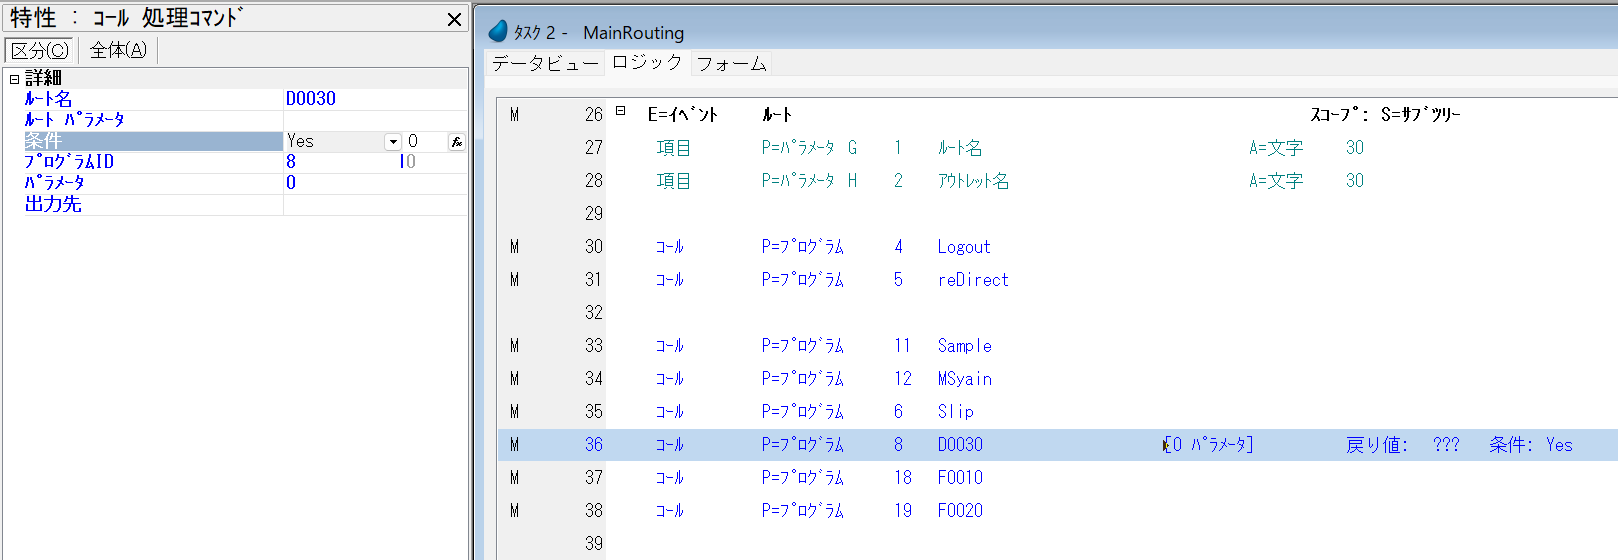 特性 : ｺｰﾙ 処理ｺﾏﾝﾄﾞ
区分(C) 全体(A)
詳細
ﾙｰﾄ名 D0030
ﾙｰﾄ ﾊﾟﾗﾒｰﾀ
条件 Yes 0
ﾌﾟﾛｸﾞﾗﾑID 8 0
ﾊﾟﾗﾒｰﾀ 0
出力先
ﾀｽｸ 2 - MainRouting
データビュー ロジック フォーム
M 26 E=ｲﾍﾞﾝﾄ ﾙｰﾄ ｽｺｰﾌﾟ: S=ｻﾌﾞﾂﾘｰ
27 項目 P=ﾊﾟﾗﾒｰﾀ G 1 ﾙｰﾄ名 A=文字 30
28 項目 P=ﾊﾟﾗﾒｰﾀ H 2 ｱｳﾄﾚｯﾄ名 A=文字 30
29
M 30 ｺｰﾙ P=ﾌﾟﾛｸﾞﾗﾑ 4 Logout
M 31 ｺｰﾙ P=ﾌﾟﾛｸﾞﾗﾑ 5 reDirect
32
M 33 ｺｰﾙ P=ﾌﾟﾛｸﾞﾗﾑ 11 Sample
M 34 ｺｰﾙ P=ﾌﾟﾛｸﾞﾗﾑ 12 MSyain
M 35 ｺｰﾙ P=ﾌﾟﾛｸﾞﾗﾑ 6 Slip
M 36 ｺｰﾙ P=ﾌﾟﾛｸﾞﾗﾑ 8 D0030 [0 ﾊﾟﾗﾒｰﾀ] 戻り値: ??? 条件: Yes
M 37 ｺｰﾙ P=ﾌﾟﾛｸﾞﾗﾑ 18 F0010
M 38 ｺｰﾙ P=ﾌﾟﾛｸﾞﾗﾑ 19 F0020
39